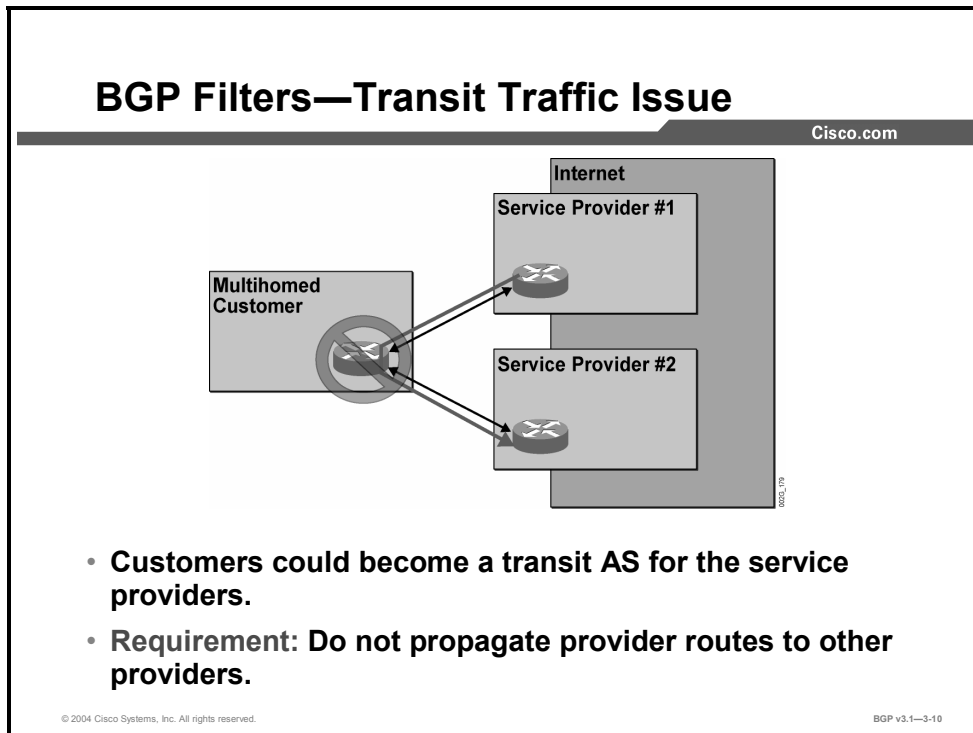 BGP Filters—Transit Traffic Issue
Cisco.com
Internet
Service Provider #1
Multihomed
Customer
Service Provider #2
002G_179
• Customers could become a transit AS for the service
providers.
• Requirement: Do not propagate provider routes to other
providers.
© 2004 Cisco Systems, Inc. All rights reserved.
BGP v3.1—3-10